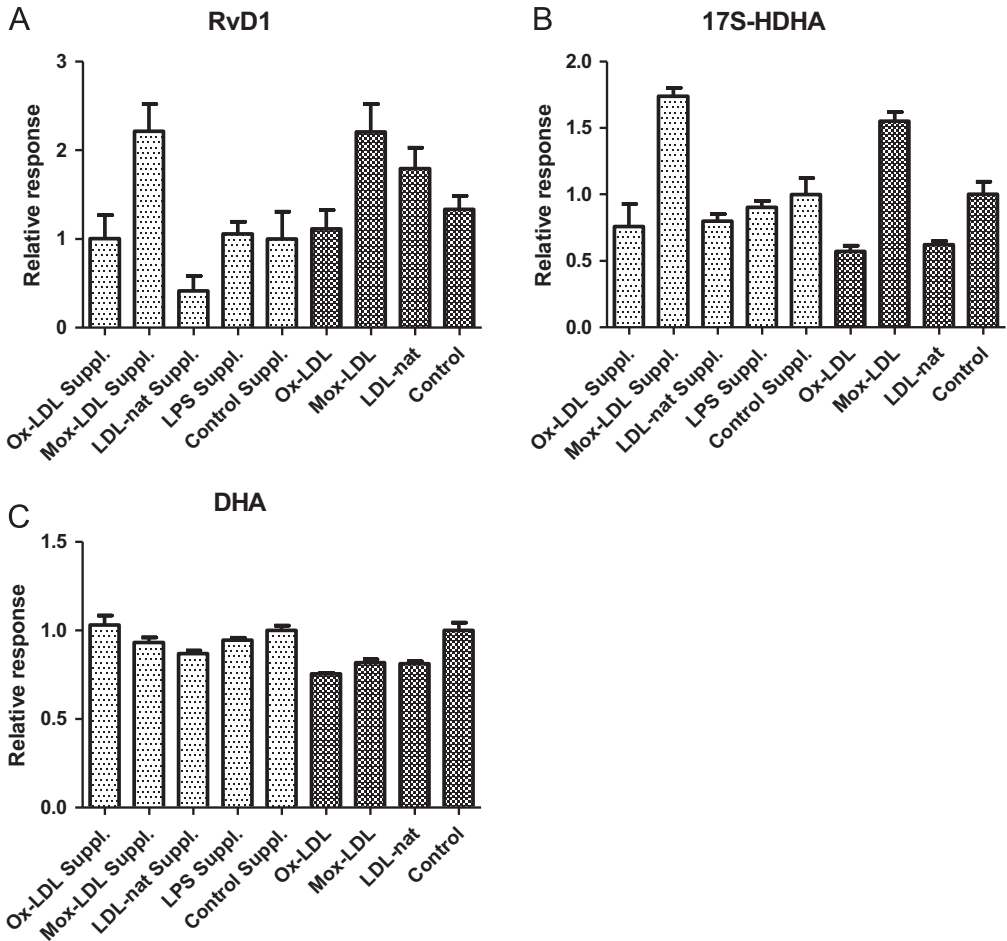 A
RvD1
Relative response
3
2
1
0
Ox-LDL Suppl.
Mox-LDL Suppl.
LDL-nat Suppl.
LPS Suppl.
Control Suppl.
Ox-LDL
Mox-LDL
LDL-nat
Control
B
17S-HDHA
Relative response
2.0
1.5
1.0
0.5
0.0
Ox-LDL Suppl.
Mox-LDL Suppl.
LDL-nat Suppl.
LPS Suppl.
Control Suppl.
Ox-LDL
Mox-LDL
LDL-nat
Control
C
DHA
Relative response
1.5
1.0
0.5
0.0
Ox-LDL Suppl.
Mox-LDL Suppl.
LDL-nat Suppl.
LPS Suppl.
Control Suppl.
Ox-LDL
Mox-LDL
LDL-nat
Control